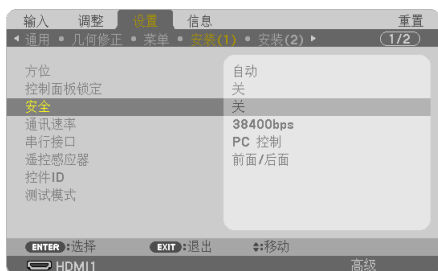 输入 调整 设置 信息 重置
通用 • 几何修正 • 菜单 • 安装(1) • 安装(2) (1/2)
方位 自动
控制面板锁定 关
安全 关
通讯速率 38400bps
串行接口 PC 控制
遥控感应器 前面/后面
控件ID
测试模式
ENTER:选择 EXIT:退出 :移动
HDMI1 高级